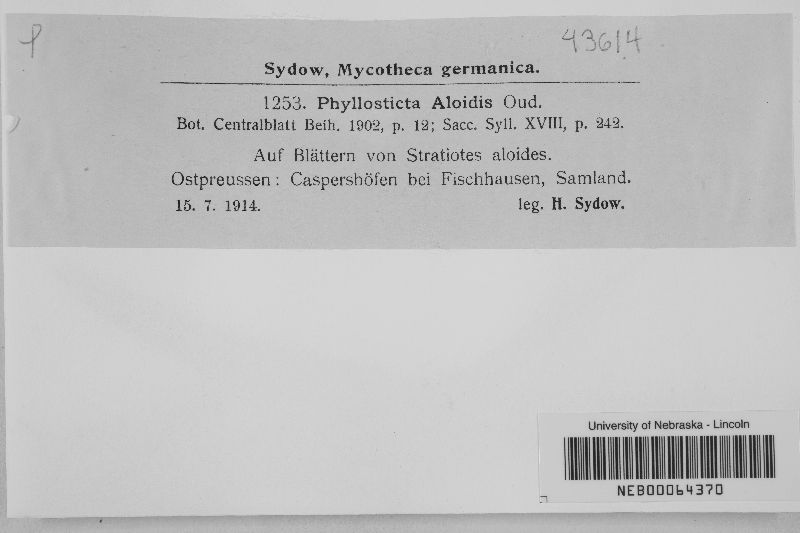 P
43614
Sydow, Mycotheca germanica.
1253. Phyllosticta Aloidis Oud.
Bot. Centralblatt Beih. 1902, p. 12; Sacc. Syll. XVIII, p. 242.
Auf Blättern von Stratiotes aloides.
Ostpreussen: Caspershöfen bei Fischhausen, Samland.
15. 7. 1914. leg. H. Sydow.
University of Nebraska - Lincoln
NEB00064370